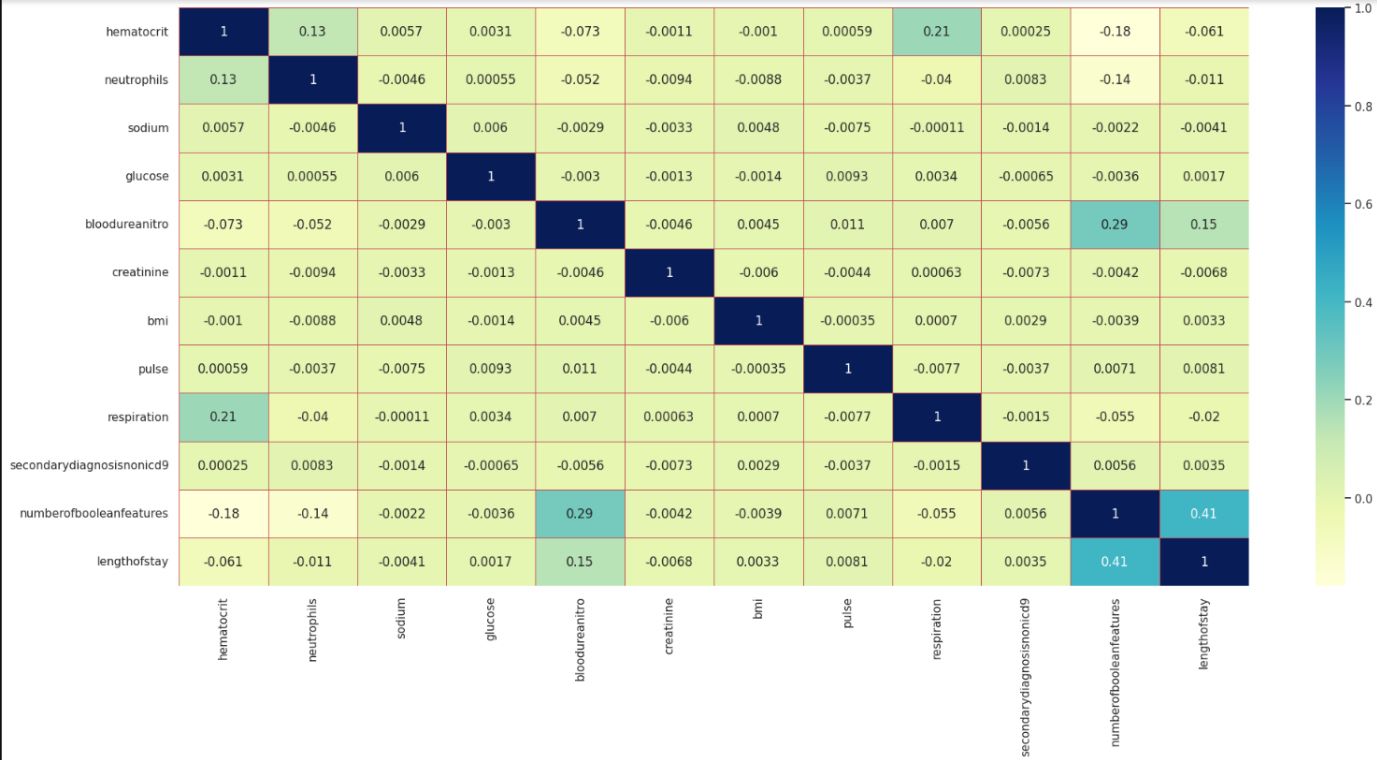 hematocrit 1 0.13 0.0057 0.0031 -0.073 -0.0011 -0.001 0.00059 0.21 0.00025 -0.18 -0.061
neutrophils 0.13 1 -0.0046 0.00055 -0.052 -0.0094 -0.0088 -0.0037 -0.04 0.0083 -0.14 -0.011
sodium 0.0057 -0.0046 1 0.006 -0.0029 -0.0033 0.0048 -0.0075 -0.00011 -0.0014 -0.0022 -0.0041
glucose 0.0031 0.00055 0.006 1 -0.003 -0.0013 -0.0014 0.0093 0.0034 -0.00065 -0.0036 0.0017
bloodureanitro -0.073 -0.052 -0.0029 -0.003 1 -0.0046 0.0045 0.011 0.007 -0.0056 0.29 0.15
creatinine -0.0011 -0.0094 -0.0033 -0.0013 -0.0046 1 -0.006 -0.0044 0.00063 -0.0073 -0.0042 -0.0068
bmi -0.001 -0.0088 0.0048 -0.0014 0.0045 -0.006 1 -0.00035 0.0007 0.0029 -0.0039 0.0033
pulse 0.00059 -0.0037 -0.0075 0.0093 0.011 -0.0044 -0.00035 1 -0.0077 -0.0037 0.0071 0.0081
respiration 0.21 -0.04 -0.00011 0.0034 0.007 0.00063 0.0007 -0.0077 1 -0.0015 -0.055 -0.02
secondarydiagnosisnonicd9 0.00025 0.0083 -0.0014 -0.00065 -0.0056 -0.0073 0.0029 -0.0037 -0.0015 1 0.0056 0.0035
numberofbooleanfeatures -0.18 -0.14 -0.0022 -0.0036 0.29 -0.0042 -0.0039 0.0071 -0.055 0.0056 1 0.41
lengthofstay -0.061 -0.011 -0.0041 0.0017 0.15 -0.0068 0.0033 0.0081 -0.02 0.0035 0.41 1
hematocrit
neutrophils
sodium
glucose
bloodureanitro
creatinine
bmi
pulse
respiration
secondarydiagnosisnonicd9
numberofbooleanfeatures
lengthofstay
1.0
0.8
0.6
0.4
0.2
0.0